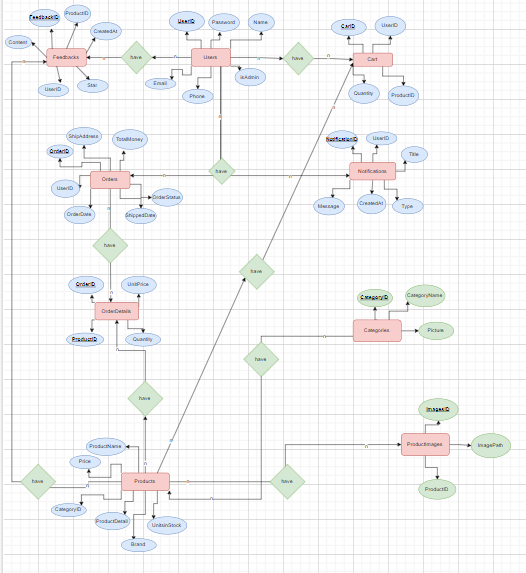 ProductID
FeedbackID
CreatedAt
Content
Feedbacks
have
UserID
Star
UserID
Password
Name
Users
have
Email
Phone
IsAdmin
CartID
UserID
Cart
Quantity
ProductID
ShipAddress
TotalMoney
OrderID
Orders
UserID
OrderStatus
OrderDate
ShippedDate
have
NotificationID
UserID
Title
Notifications
Message
CreatedAt
Type
have
have
OrderID
UnitPrice
OrderDetails
ProductID
Quantity
CategoryID
CategoryName
Categories
Picture
have
have
ProductName
Price
Products
have
CategoryID
ProductDetail
Brand
UnitsInStock
have
ImagesID
ProductImages
ImagePath
ProductID